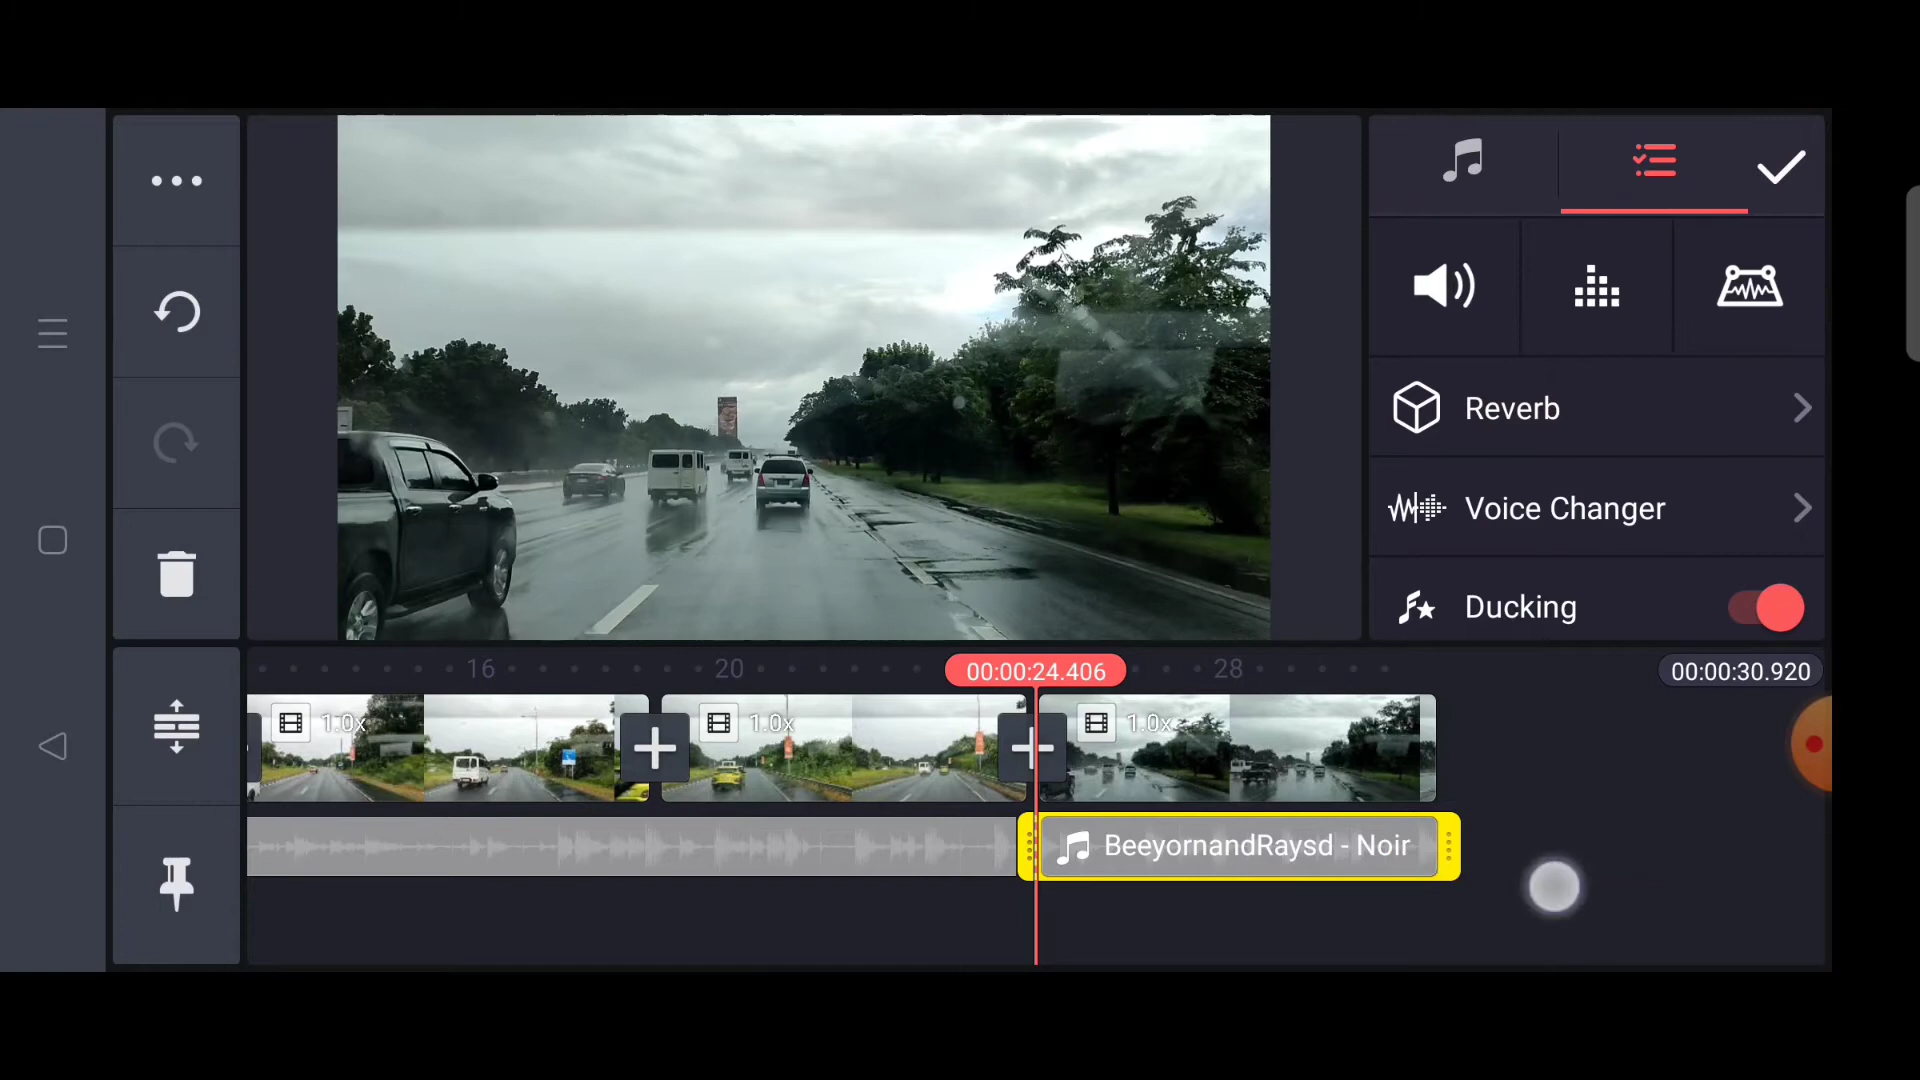 Reverb
Voice Changer
Ducking
16
20
00:00:24.406
28
00:00:30.920
1.0x
1.0x
1.0x
BeeyornandRaysd - Noir